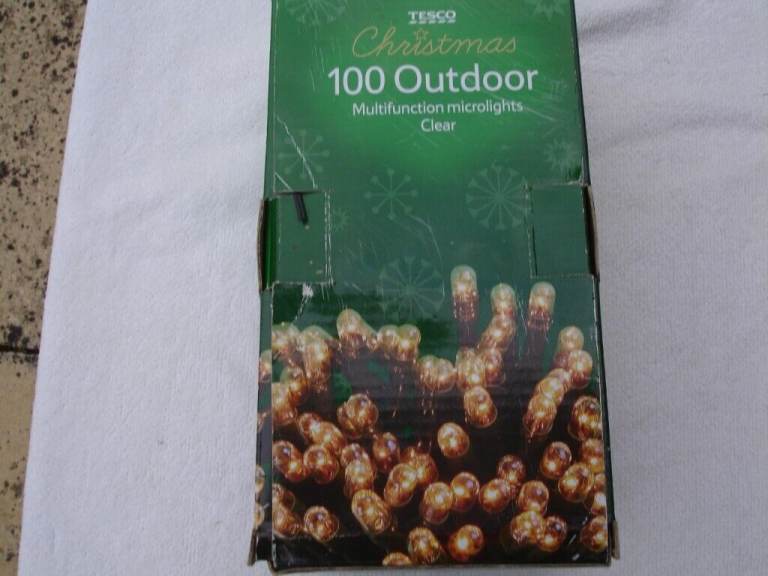 TESCO
Christmas
100 Outdoor
Multifunction microlights
Clear